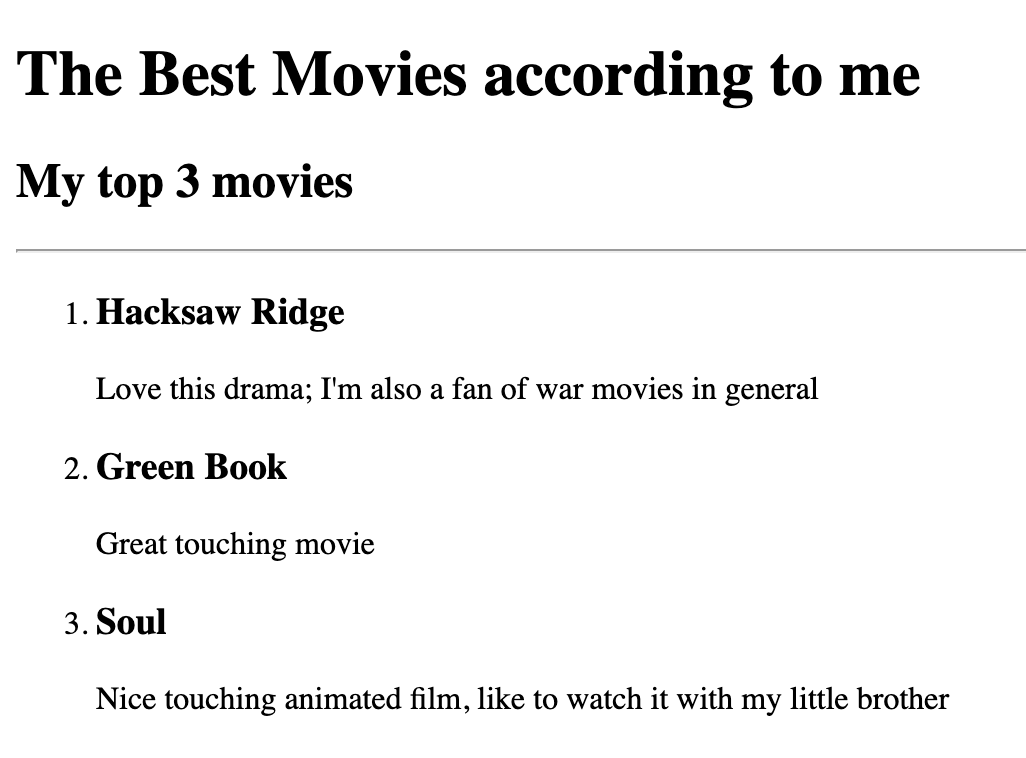 The Best Movies according to me
My top 3 movies
1. Hacksaw Ridge
Love this drama; I'm also a fan of war movies in general
2. Green Book
Great touching movie
3. Soul
Nice touching animated film, like to watch it with my little brother